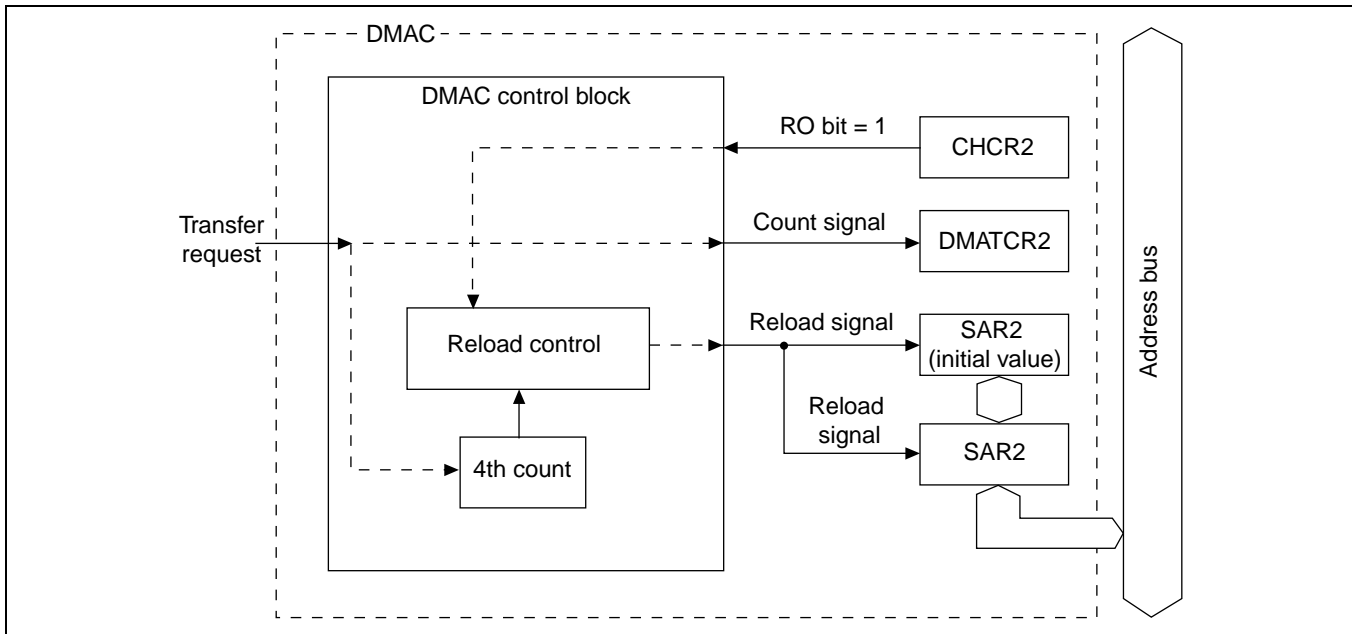 DMAC
DMAC control block
RO bit = 1
CHCR2
Transfer
request
Count signal
DMATCR2
Reload control
Reload signal
SAR2
(initial value)
Reload
signal
SAR2
4th count
Address bus